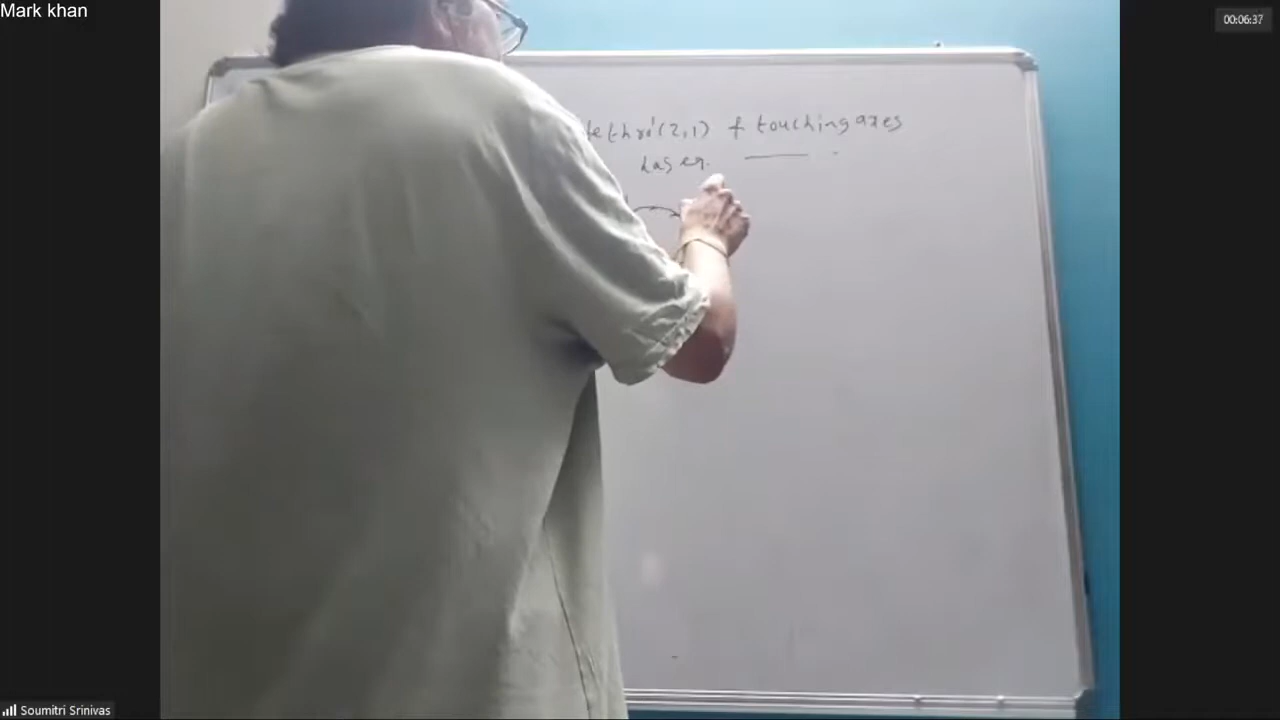 Mark khan
00:06:37
thro'(2,1) & touching axes
has eq. ———.
Soumitri Srinivas